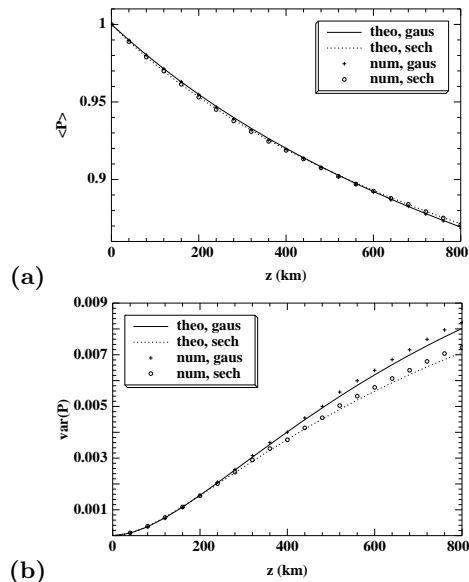 1
0.95
0.9
<P>
theo, gaus
theo, sech
num, gaus
num, sech
0 200 400 600 800
z (km)
(a)
0.009
0.007
0.005
0.003
0.001
var(P)
theo, gaus
theo, sech
num, gaus
num, sech
0 200 400 600 800
z (km)
(b)